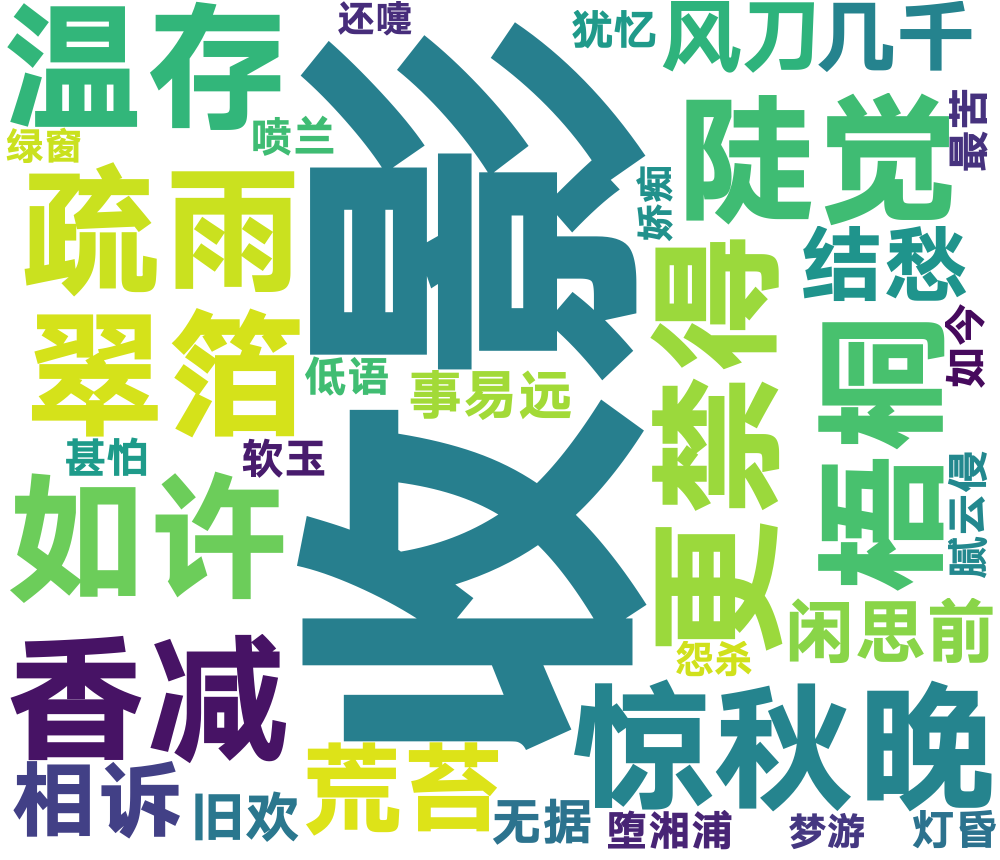 还嚏
犹忆
风刀几千
温存
绿窗
喷兰
收影
陡觉
最苦
疏雨
娇痴
结愁
翠箔
更禁得
梧桐
如今
低语
事易远
甚怕
软玉
如许
腻云侵
闲思前
怨杀
香减
惊秋晚
相诉
旧欢
荒苔
无据
堕湘浦
梦游
灯昏